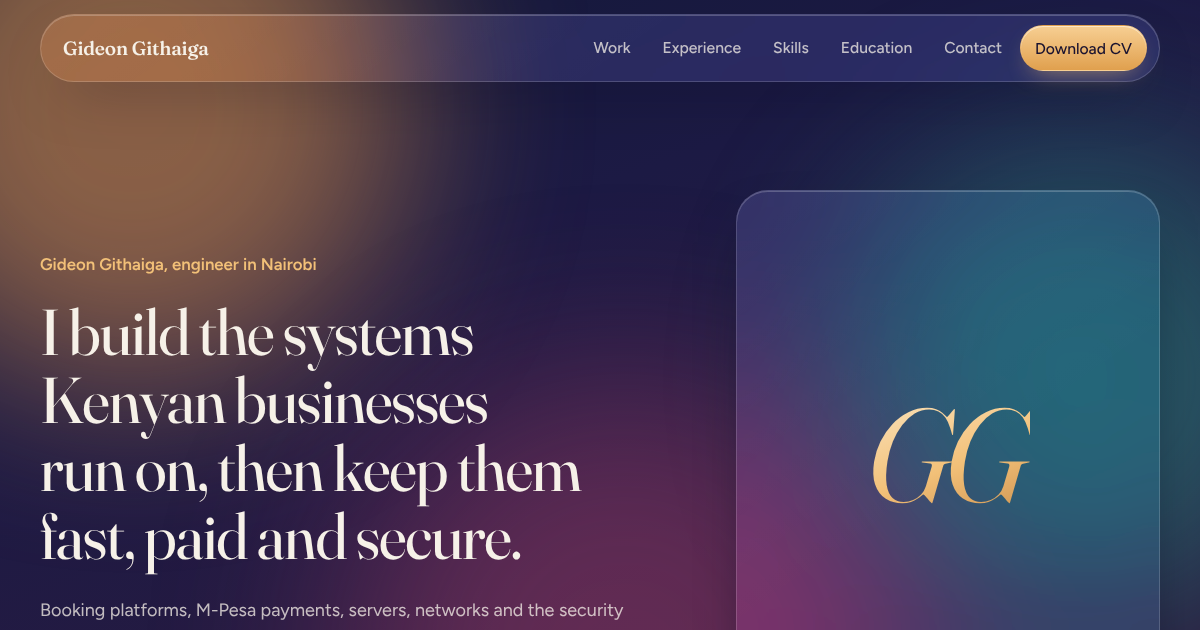 Gideon Githaiga
Work
Experience
Skills
Education
Contact
Download CV
Gideon Githaiga, engineer in Nairobi
I build the systems
Kenyan businesses
run on, then keep them
fast, paid and secure.
GG
Booking platforms, M-Pesa payments, servers, networks and the security